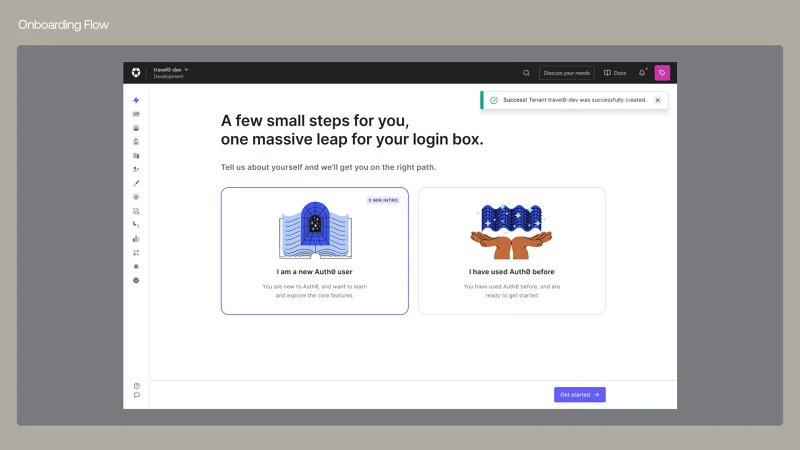 Onboarding Flow
travel0-dev
Development
Discuss your needs
Docs
Success! Tenant travel0-dev was successfully created.
A few small steps for you,
one massive leap for your login box.
Tell us about yourself and we'll get you on the right path.
5 MIN INTRO
I am a new Auth0 user
You are new to Auth0, and want to learn
and explore the core features.
I have used Auth0 before
You have used Auth0 before, and are
ready to get started
Get started